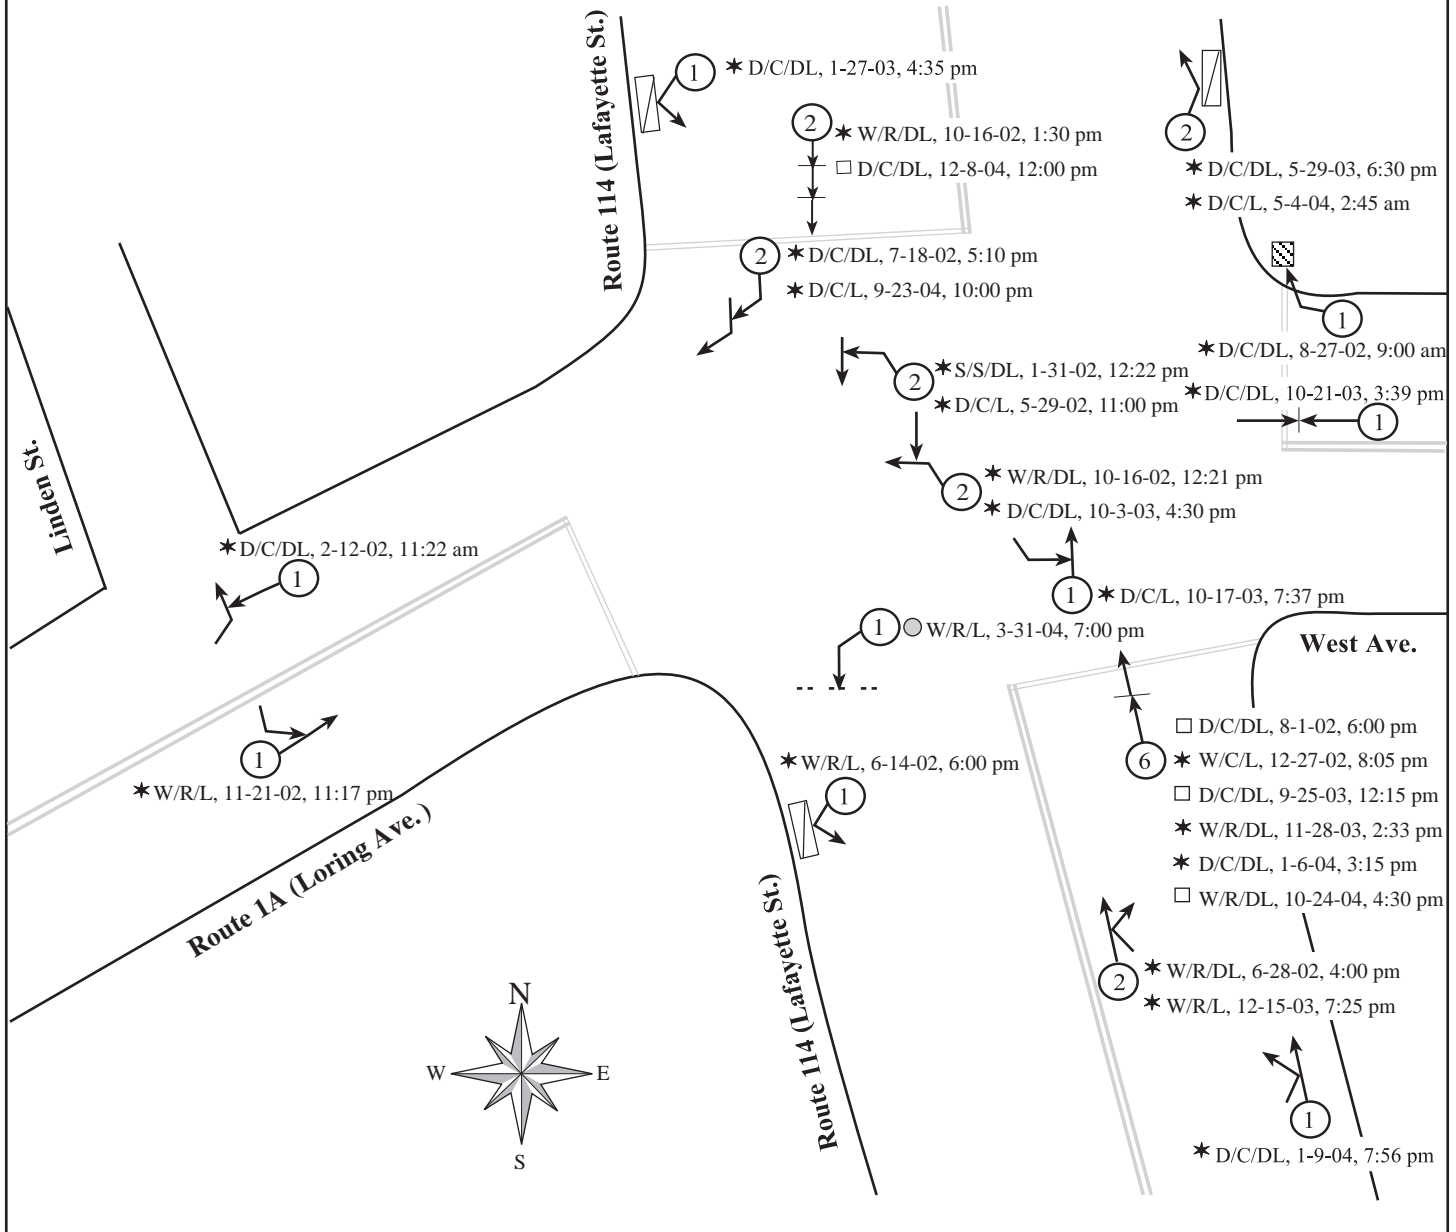 Route 114 (Lafayette St.)
1
D/C/DL, 1-27-03, 4:35 pm
2
W/R/DL, 10-16-02, 1:30 pm
D/C/DL, 12-8-04, 12:00 pm
2
D/C/DL, 5-29-03, 6:30 pm
D/C/L, 5-4-04, 2:45 am
2
D/C/DL, 7-18-02, 5:10 pm
D/C/L, 9-23-04, 10:00 pm
1
D/C/DL, 8-27-02, 9:00 am
2
S/S/DL, 1-31-02, 12:22 pm
D/C/L, 5-29-02, 11:00 pm
D/C/DL, 10-21-03, 3:39 pm
1
2
W/R/DL, 10-16-02, 12:21 pm
D/C/DL, 10-3-03, 4:30 pm
Linden St.
D/C/DL, 2-12-02, 11:22 am
1
1
D/C/L, 10-17-03, 7:37 pm
1
W/R/L, 3-31-04, 7:00 pm
West Ave.
6
D/C/DL, 8-1-02, 6:00 pm
W/C/L, 12-27-02, 8:05 pm
D/C/DL, 9-25-03, 12:15 pm
W/R/DL, 11-28-03, 2:33 pm
D/C/DL, 1-6-04, 3:15 pm
W/R/DL, 10-24-04, 4:30 pm
1
W/R/L, 11-21-02, 11:17 pm
W/R/L, 6-14-02, 6:00 pm
1
Route 1A (Loring Ave.)
Route 114 (Lafayette St.)
2
W/R/DL, 6-28-02, 4:00 pm
W/R/L, 12-15-03, 7:25 pm
N
W
E
S
1
D/C/DL, 1-9-04, 7:56 pm